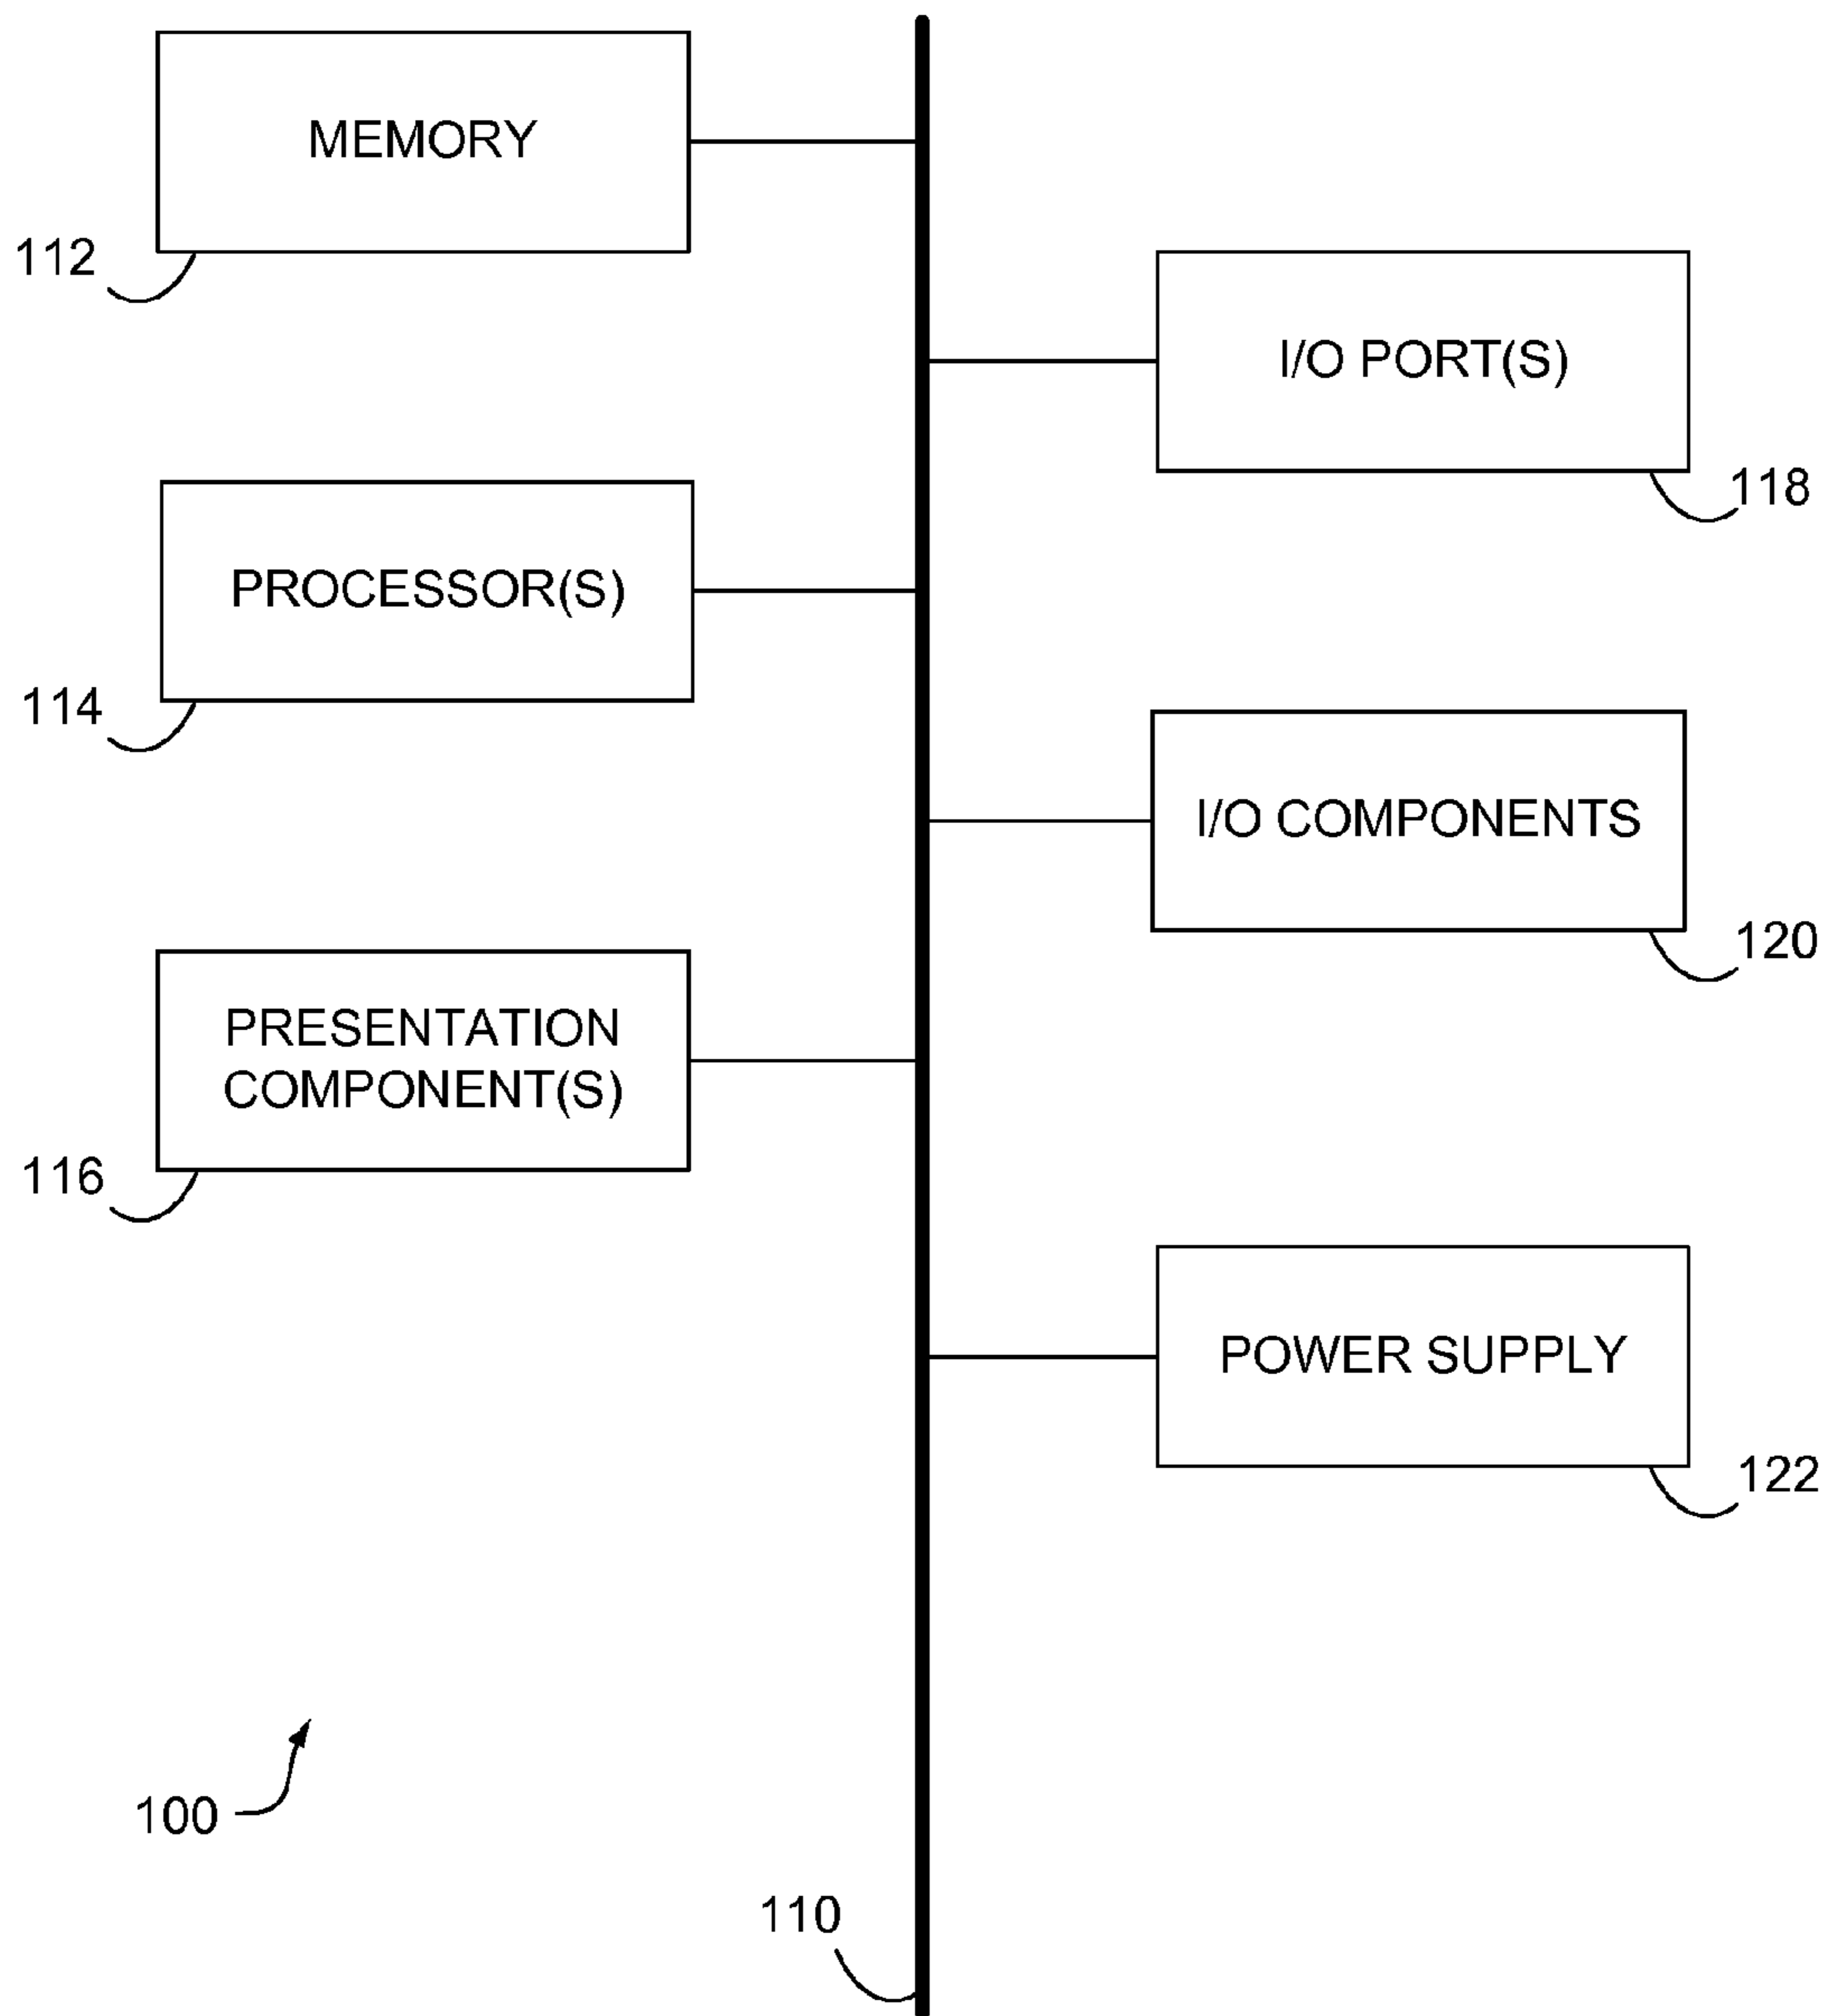 MEMORY
112
I/O PORT(S)
118
PROCESSOR(S)
114
I/O COMPONENTS
120
PRESENTATION
COMPONENT(S)
116
POWER SUPPLY
122
100
110